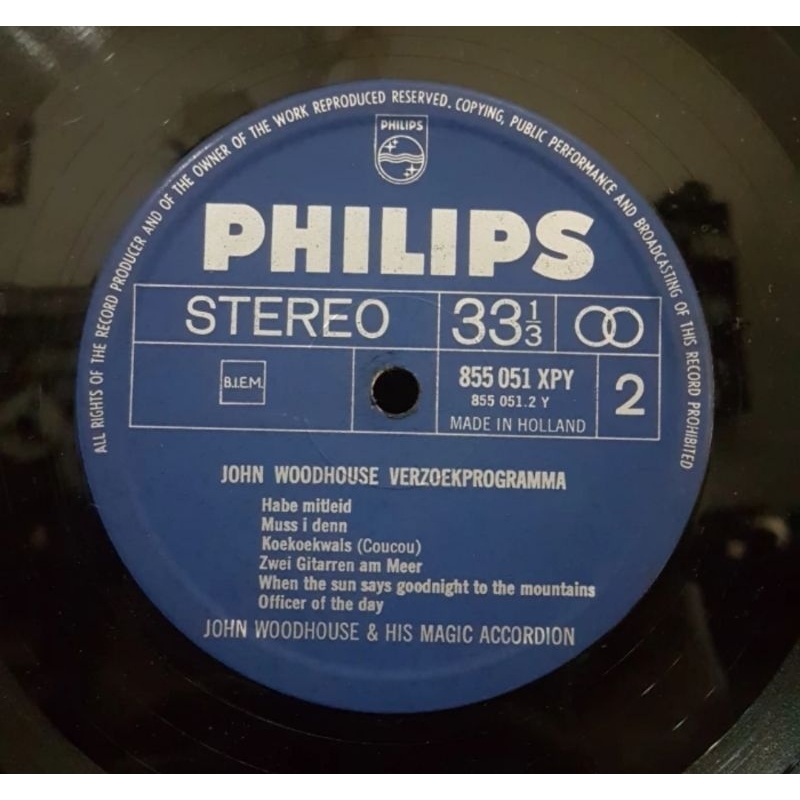 ALL RIGHTS OF THE RECORD PRODUCER AND OF THE OWNER OF THE WORK REPRODUCED RESERVED. COPYING, PUBLIC PERFORMANCE AND BROADCASTING OF THIS RECORD PROHIBITED
PHILIPS
PHILIPS
STEREO 33 1/3
B.I.E.M. 855 051 XPY 2
855 051.2 Y
MADE IN HOLLAND
JOHN WOODHOUSE VERZOEKPROGRAMMA
Habe mitleid
Muss i denn
Koekoekwals (Coucou)
Zwei Gitarren am Meer
When the sun says goodnight to the mountains
Officer of the day
JOHN WOODHOUSE & HIS MAGIC ACCORDION